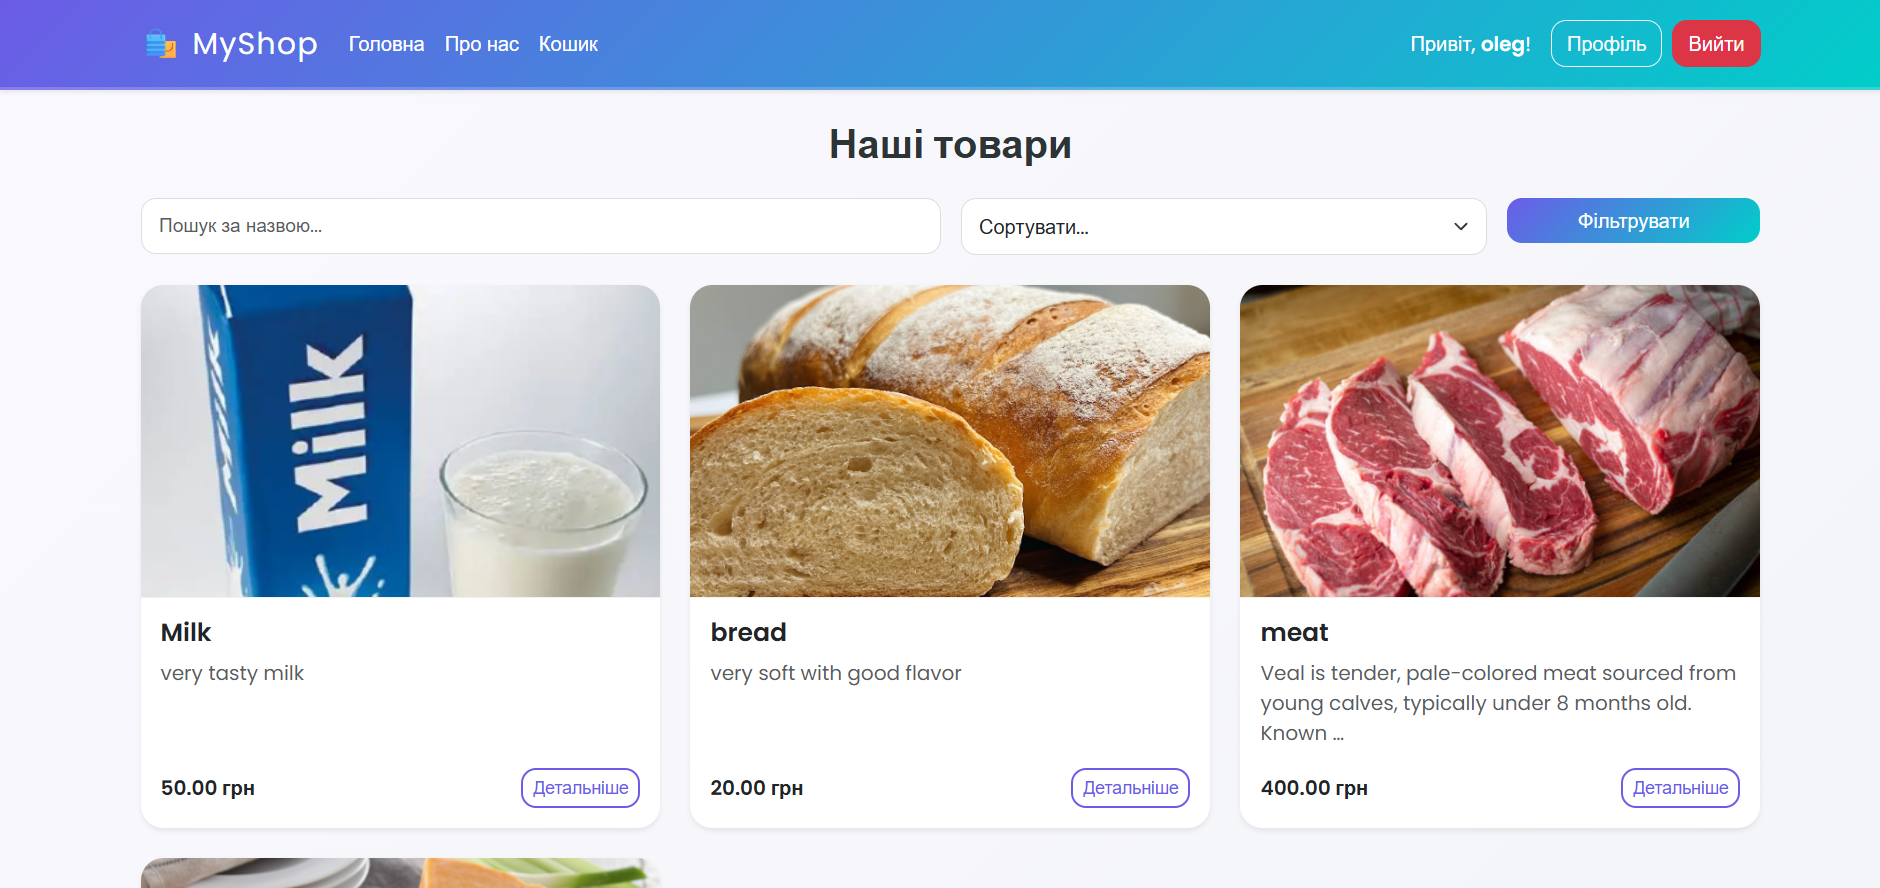 MyShop Головна Про нас Кошик Привіт, oleg! Профіль Вийти
Наші товари
Пошук за назвою... Сортувати... Фільтрувати
Milk
Milk
Milk
very tasty milk
50.00 грн Детальніше
bread
very soft with good flavor
20.00 грн Детальніше
meat
Veal is tender, pale-colored meat sourced from
young calves, typically under 8 months old.
Known ...
400.00 грн Детальніше